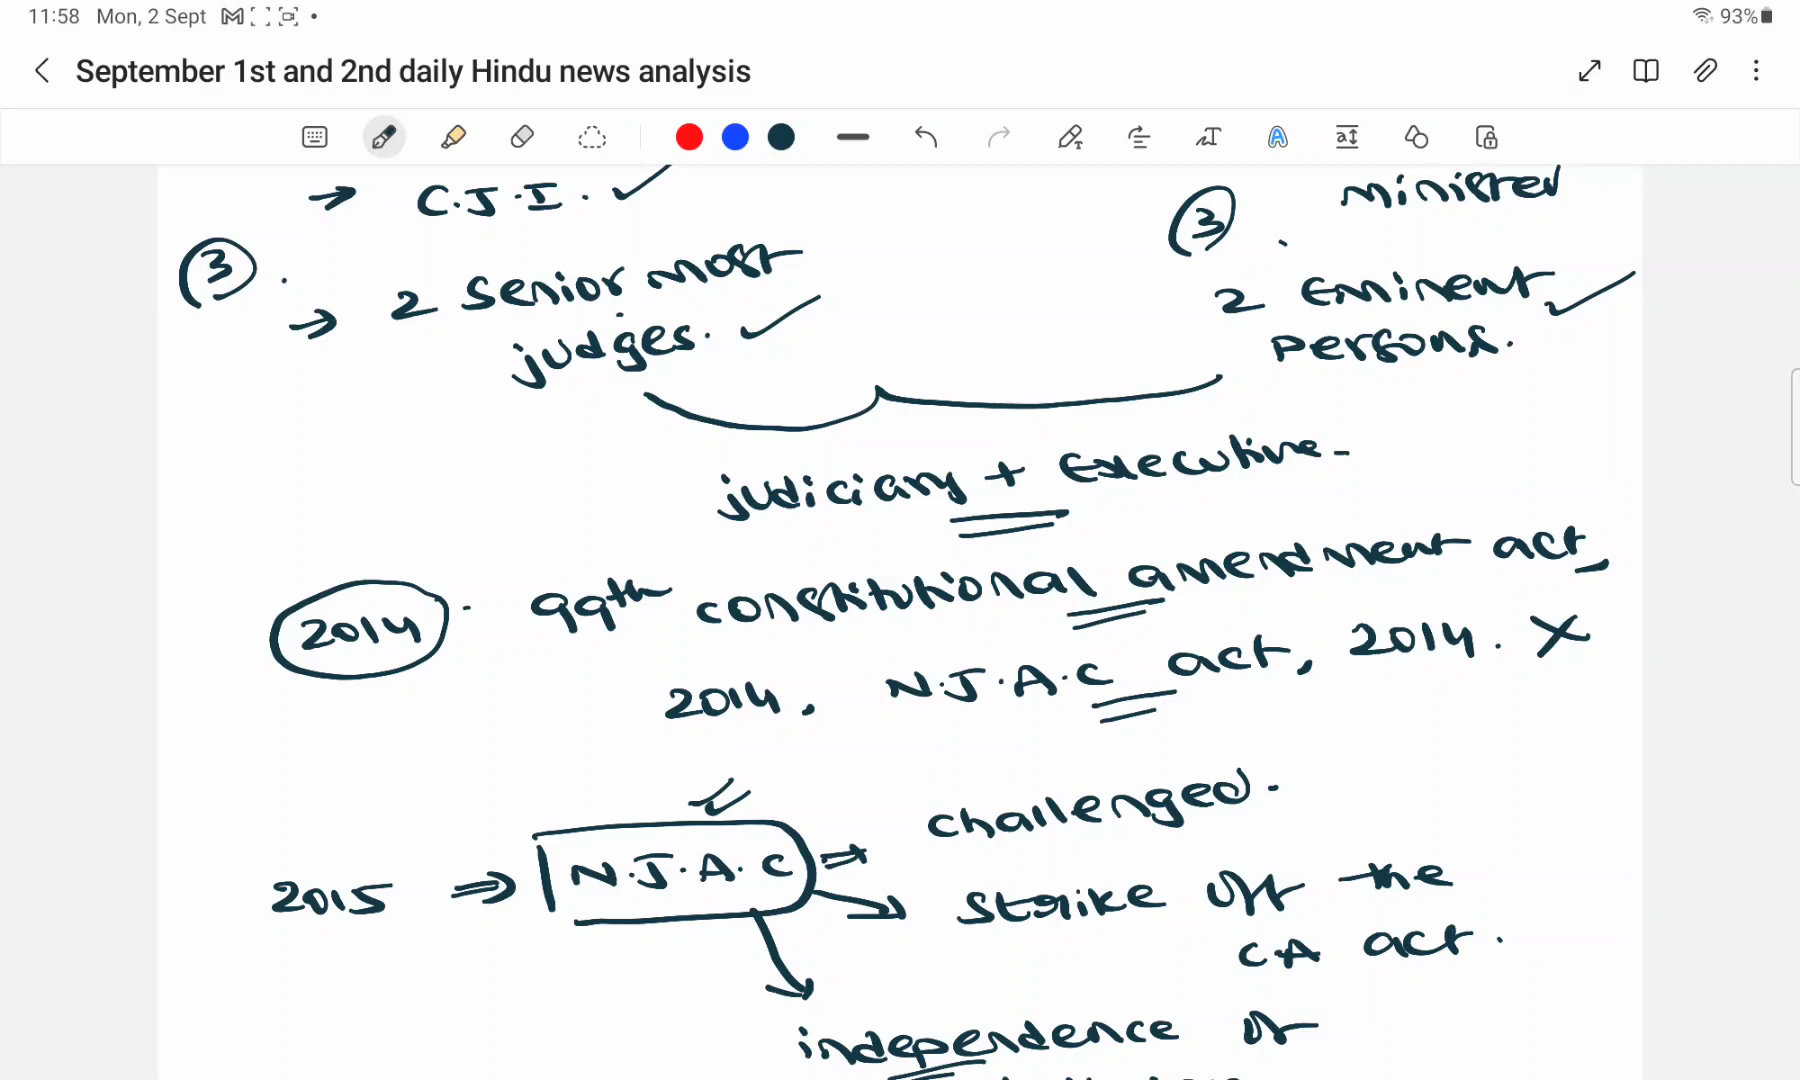 11:58 Mon, 2 Sept
93%
September 1st and 2nd daily Hindu news analysis
→ C.J.I.
3
→ 2 senior most
judges.
3
minister
2 Eminent
persons.
judiciary + Executive
2014 99th constitutional amendment act,
2014, N.J.A.C act, 2014. X
2015 ⇒ N.J.A.C ⇒ challenged.
→ strike off the
CA act.
independence of